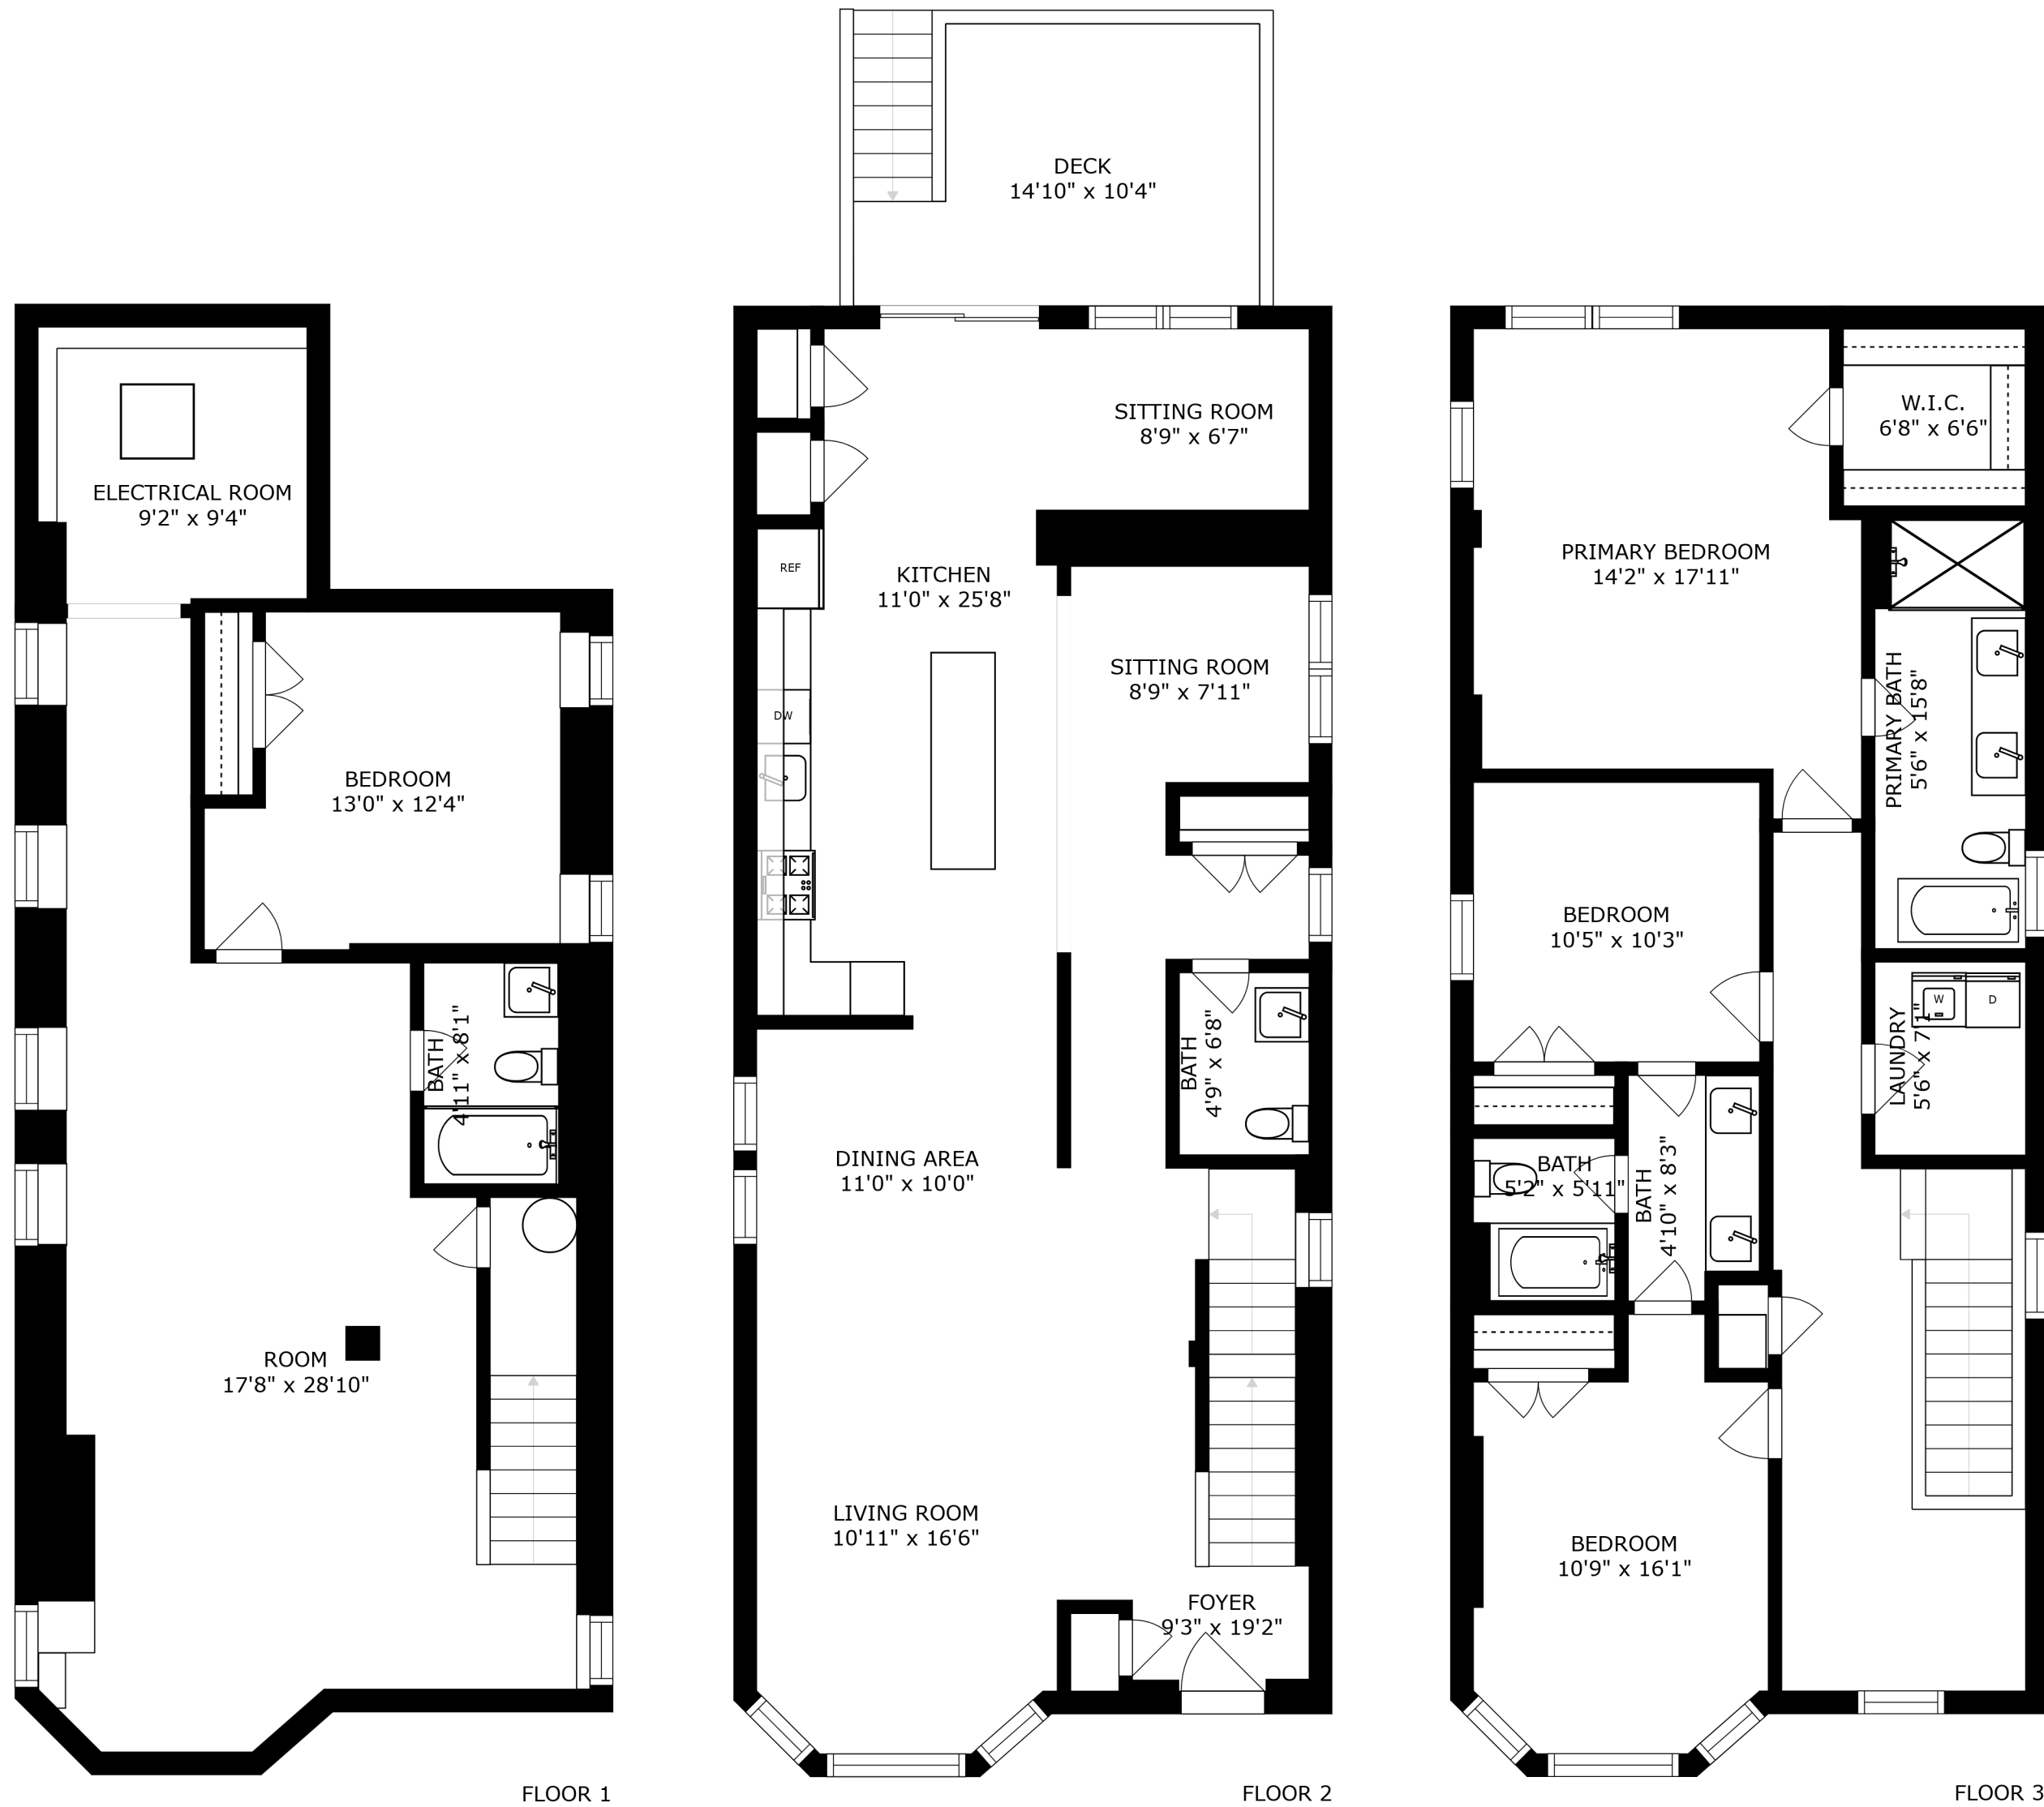 ELECTRICAL ROOM
9'2" x 9'4"
BEDROOM
13'0" x 12'4"
BATH
4'11" x 8'1"
ROOM
17'8" x 28'10"
FLOOR 1
DECK
14'10" x 10'4"
SITTING ROOM
8'9" x 6'7"
REF
KITCHEN
11'0" x 25'8"
SITTING ROOM
8'9" x 7'11"
DW
BATH
4'9" x 6'8"
DINING AREA
11'0" x 10'0"
LIVING ROOM
10'11" x 16'6"
FOYER
9'3" x 19'2"
FLOOR 2
W.I.C.
6'8" x 6'6"
PRIMARY BEDROOM
14'2" x 17'11"
PRIMARY BATH
5'6" x 15'8"
BEDROOM
10'5" x 10'3"
W
D
LAUNDRY
5'6" x 7'1"
BATH
5'2" x 5'11"
BATH
4'10" x 8'3"
BEDROOM
10'9" x 16'1"
FLOOR 3